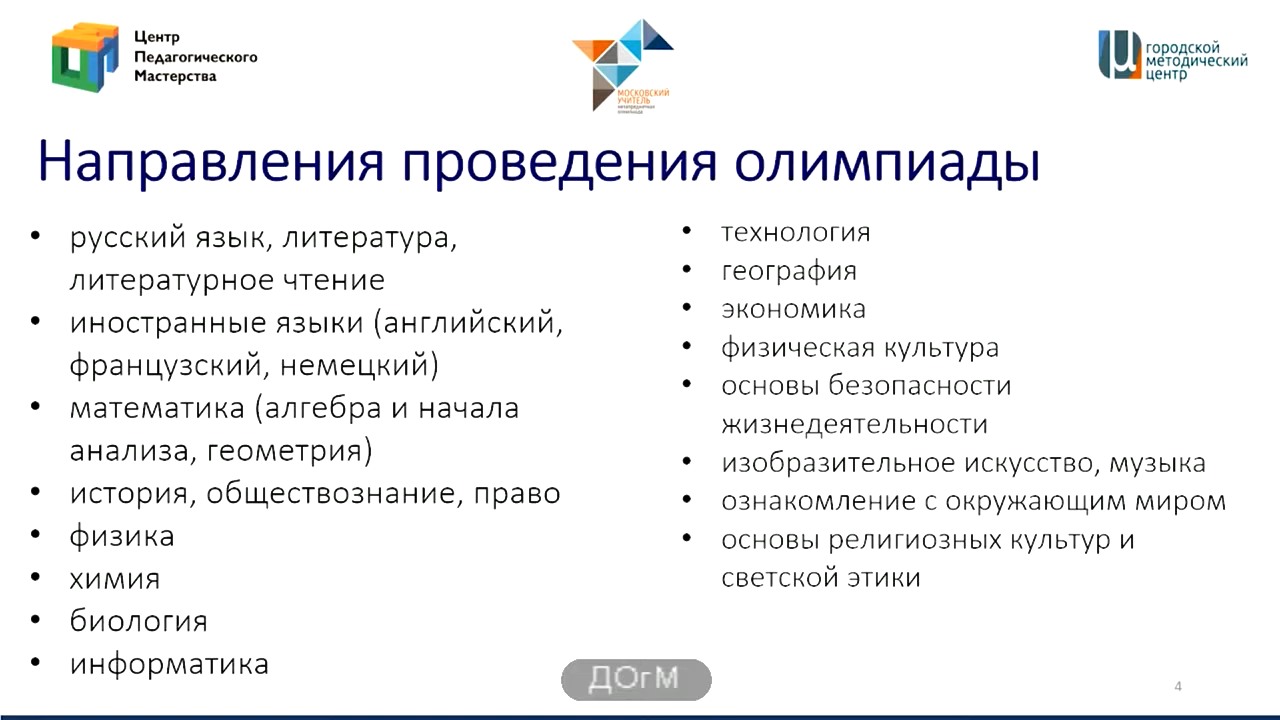 Центр
Педагогического
Мастерства
МОСКОВСКИЙ
УЧИТЕЛЬ
метапредметная
олимпиада
городской
методический
центр
Направления проведения олимпиады
• русский язык, литература,
литературное чтение
• иностранные языки (английский,
французский, немецкий)
• математика (алгебра и начала
анализа, геометрия)
• история, обществознание, право
• физика
• химия
• биология
• информатика
• технология
• география
• экономика
• физическая культура
• основы безопасности
жизнедеятельности
• изобразительное искусство, музыка
• ознакомление с окружающим миром
• основы религиозных культур и
светской этики
ДОгМ
4